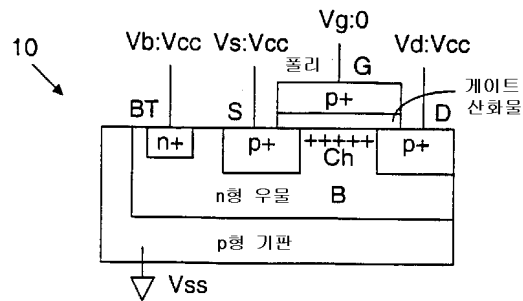 10
Vb:Vcc Vs:Vcc Vg:0 Vd:Vcc
폴리 G 게이트
산화물
BT S p+ D
n+ p+ +++++ p+
Ch
n형 우물 B
p형 기판
Vss